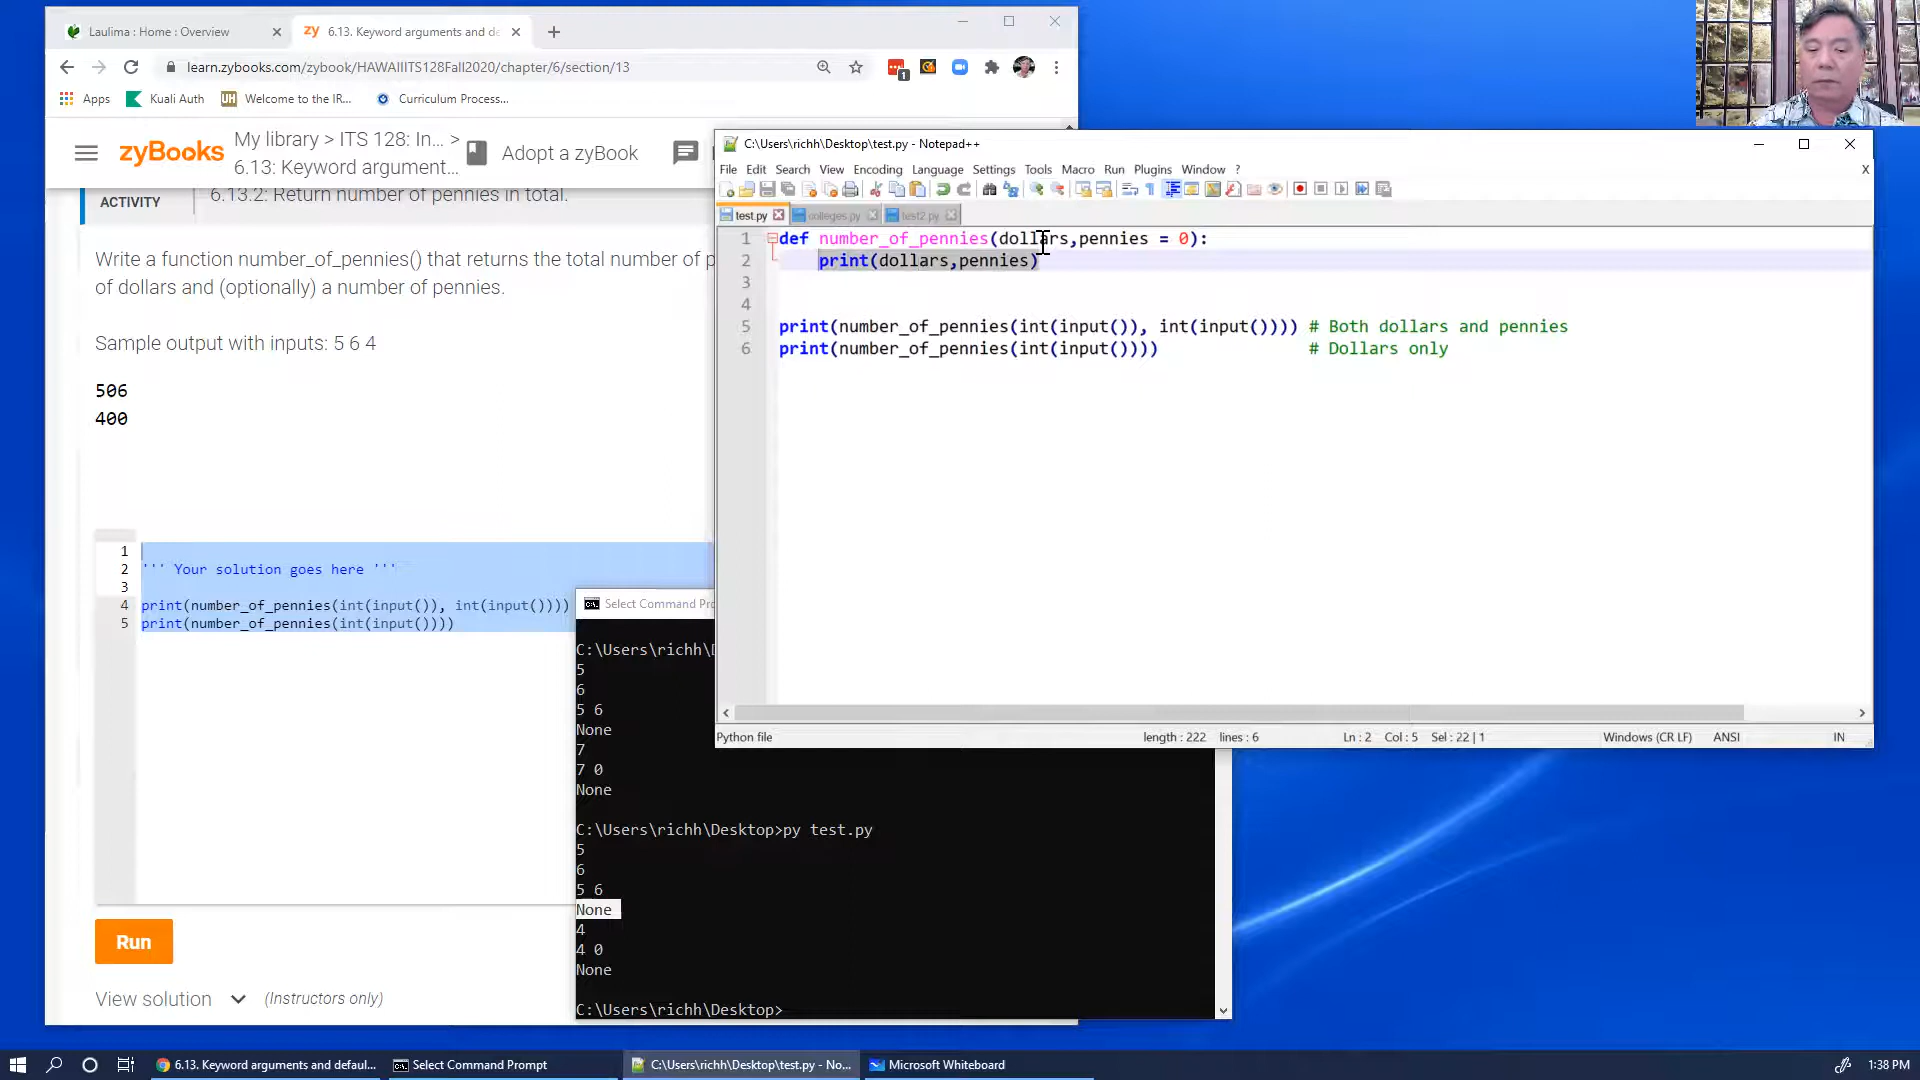 Laulima : Home : Overview
6.13. Keyword arguments and de
learn.zybooks.com/zybook/HAWAIIITS128Fall2020/chapter/6/section/13
1
Apps
Kuali Auth
Welcome to the IR...
Curriculum Process...
zyBooks
My library > ITS 128: In... >
6.13: Keyword argument...
Adopt a zyBook
ACTIVITY
6.13.2: Return number of pennies in total.
Write a function number_of_pennies() that returns the total number of p
of dollars and (optionally) a number of pennies.
Sample output with inputs: 5 6 4
506
400
1
2 ''' Your solution goes here '''
3
4 print(number_of_pennies(int(input()), int(input())))
5 print(number_of_pennies(int(input())))
Run
View solution
(Instructors only)
Select Command Pro
C:\Users\richh\D
5
6
5 6
None
7
7 0
None
C:\Users\richh\Desktop>py test.py
5
6
5 6
None
4
4 0
None
C:\Users\richh\Desktop>
C:\Users\richh\Desktop\test.py - Notepad++
File Edit Search View Encoding Language Settings Tools Macro Run Plugins Window ? X
test.py colleges.py test2.py
1 def number_of_pennies(dollars,pennies = 0):
2 print(dollars,pennies)
3
4
5 print(number_of_pennies(int(input()), int(input()))) # Both dollars and pennies
6 print(number_of_pennies(int(input()))) # Dollars only
Python file length : 222 lines : 6 Ln : 2 Col : 5 Sel : 22 | 1 Windows (CR LF) ANSI IN
6.13. Keyword arguments and defaul...
Select Command Prompt
C:\Users\richh\Desktop\test.py - No...
Microsoft Whiteboard
1:38 PM